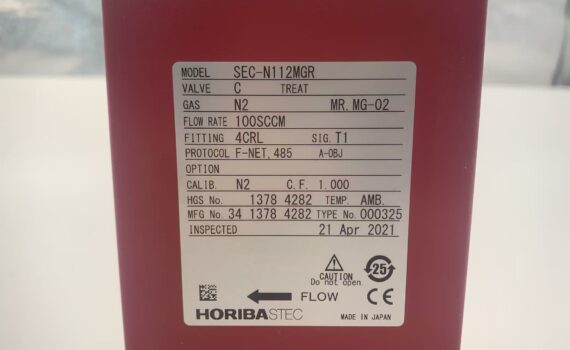 MODEL SEC-N112MGR
VALVE C TREAT
GAS N2 MR. MG-02
FLOW RATE 100SCCM
FITTING 4CRL SIG. T1
PROTOCOL F-NET, 485 A-OBJ
OPTION
CALIB. N2 C.F. 1.000
HGS No. 1378 4282 TEMP. AMB.
MFG No. 34 1378 4282 TYPE No. 000325
INSPECTED 21 Apr 2021
CAUTION
Do not open.
25
FLOW
CE
HORIBASTEC
MADE IN JAPAN